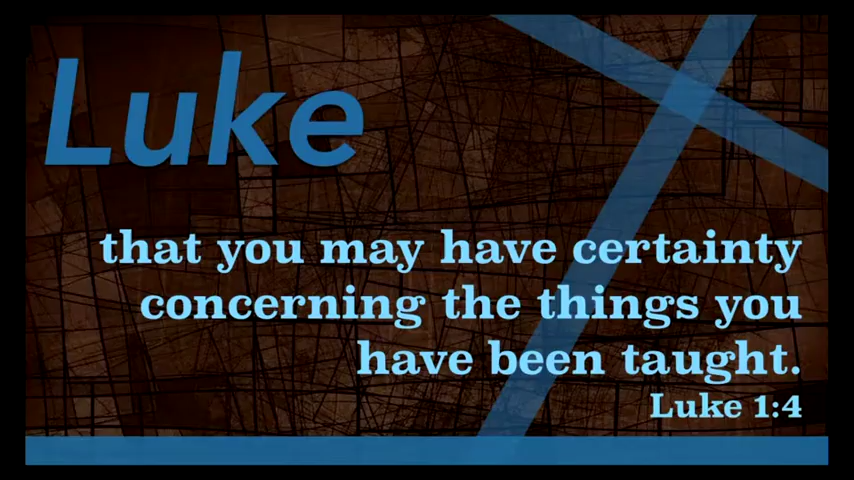 Luke
that you may have certainty
concerning the things you
have been taught.
Luke 1:4